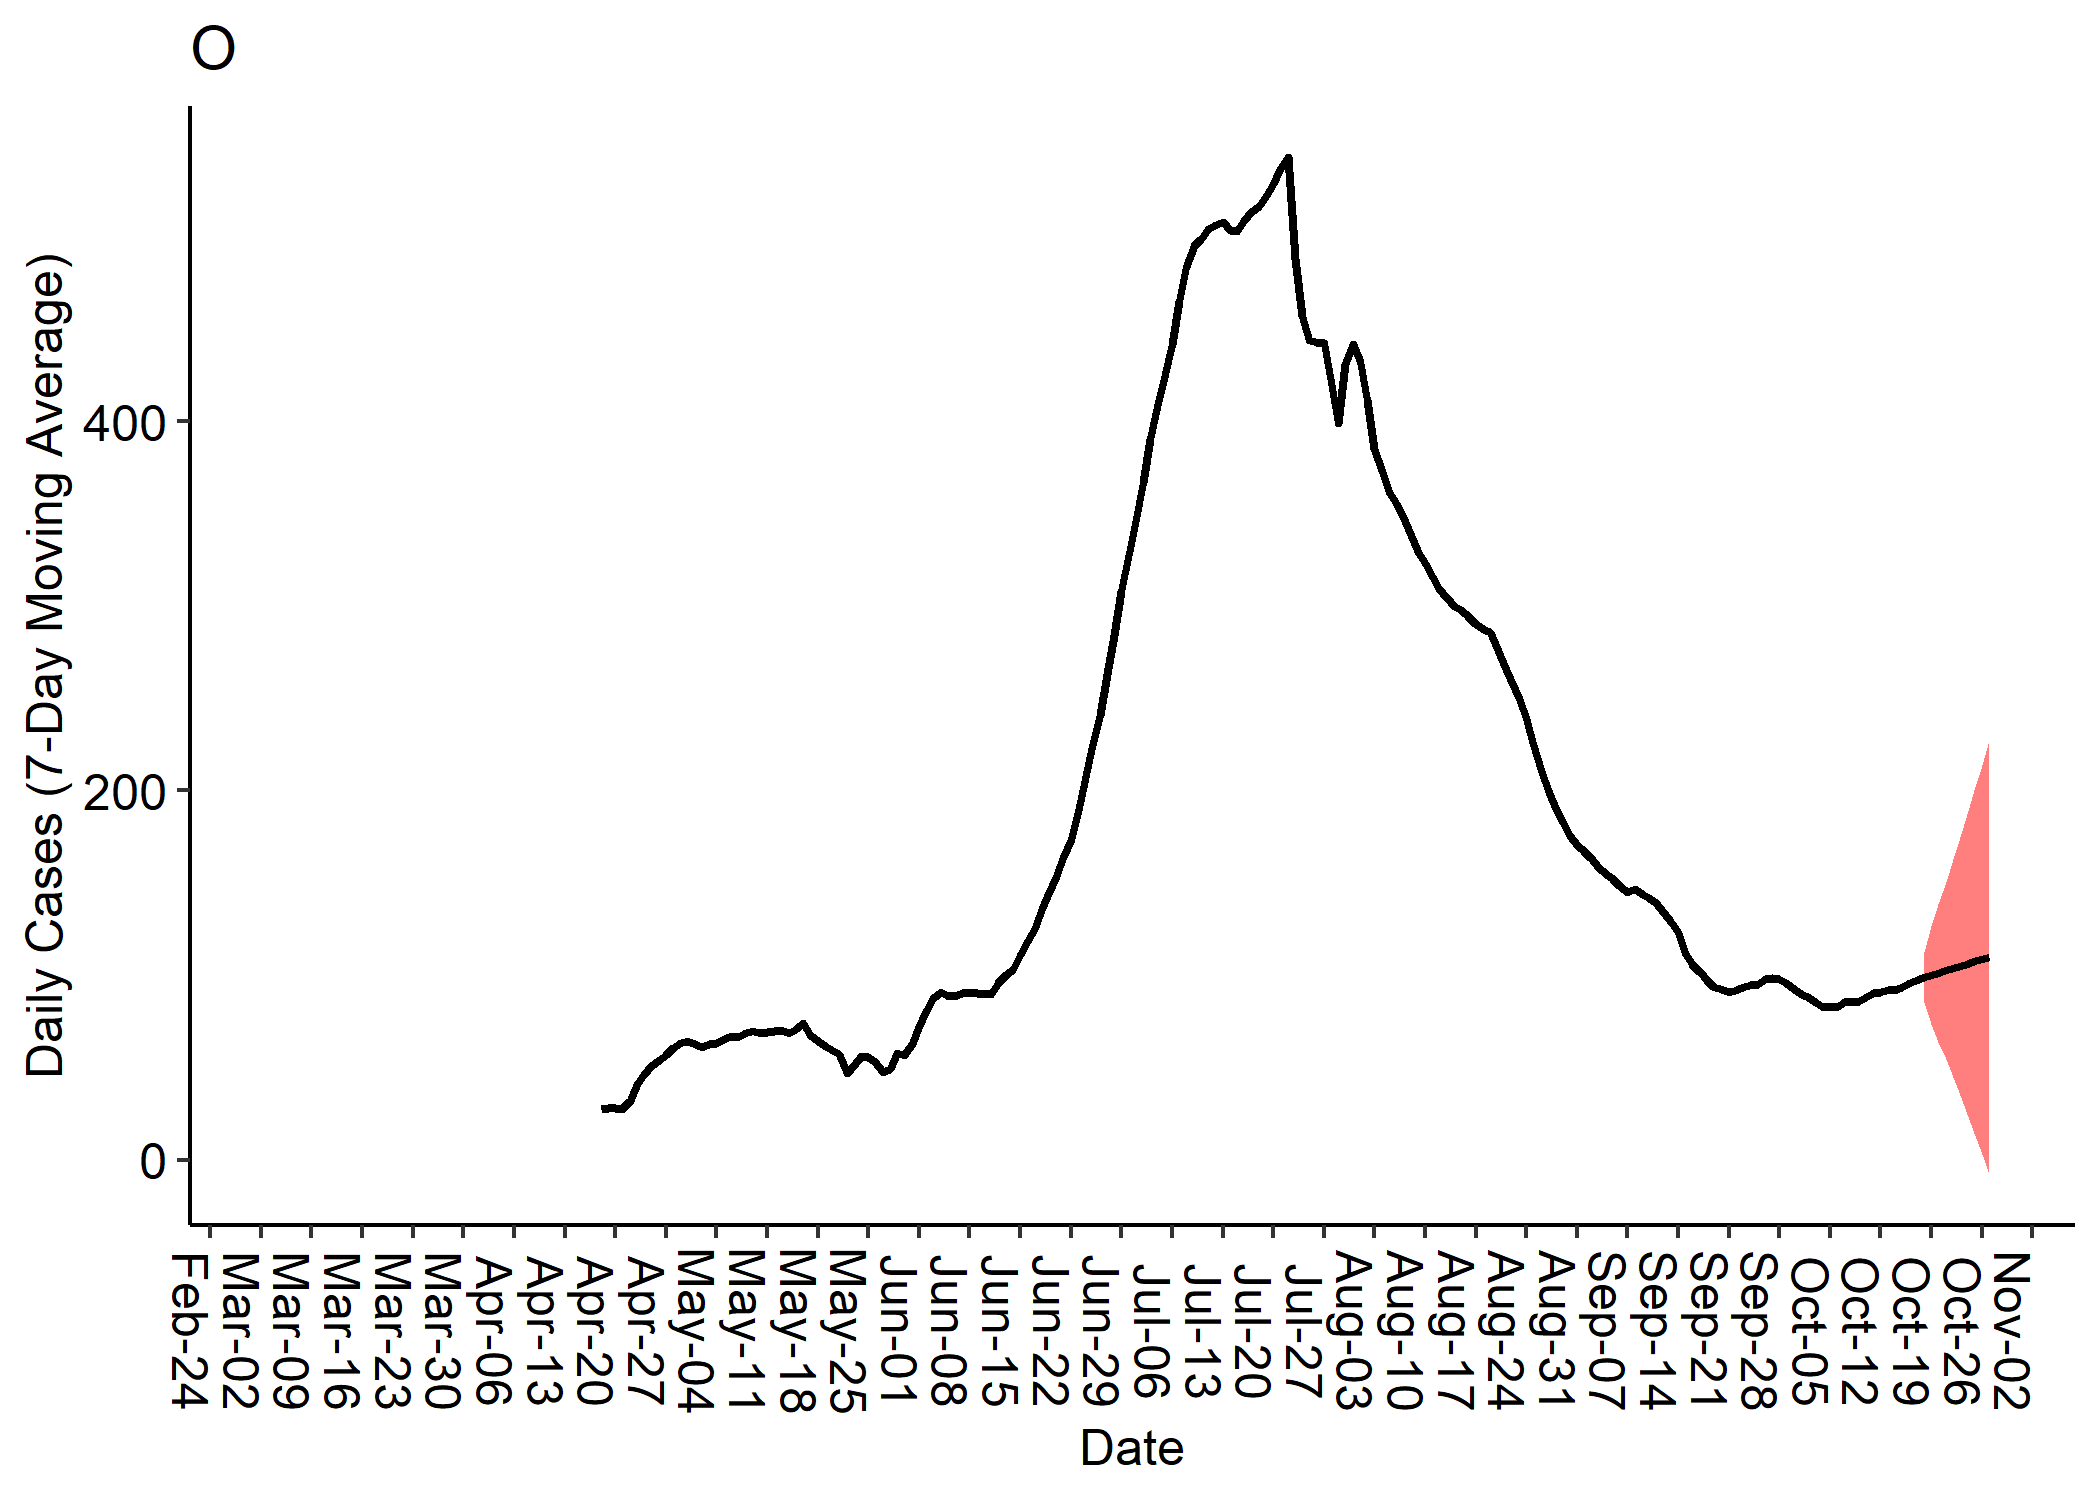 O
Daily Cases (7-Day Moving Average)
400
200
0
Feb-24
Mar-02
Mar-09
Mar-16
Mar-23
Mar-30
Apr-06
Apr-13
Apr-20
Apr-27
May-04
May-11
May-18
May-25
Jun-01
Jun-08
Jun-15
Jun-22
Jun-29
Jul-06
Jul-13
Jul-20
Jul-27
Aug-03
Aug-10
Aug-17
Aug-24
Aug-31
Sep-07
Sep-14
Sep-21
Sep-28
Oct-05
Oct-12
Oct-19
Oct-26
Nov-02
Date